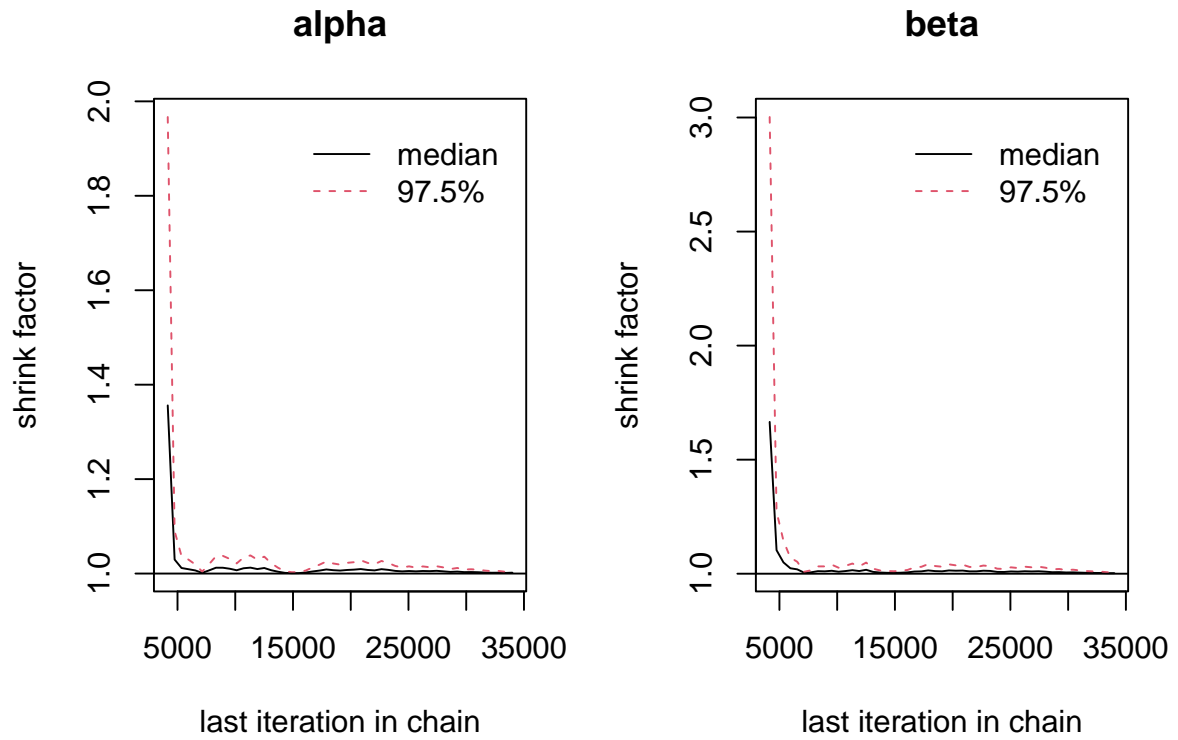 alpha
shrink factor
1.0 1.2 1.4 1.6 1.8 2.0
median
97.5%
5000 15000 25000 35000
last iteration in chain
beta
shrink factor
1.0 1.5 2.0 2.5 3.0
median
97.5%
5000 15000 25000 35000
last iteration in chain